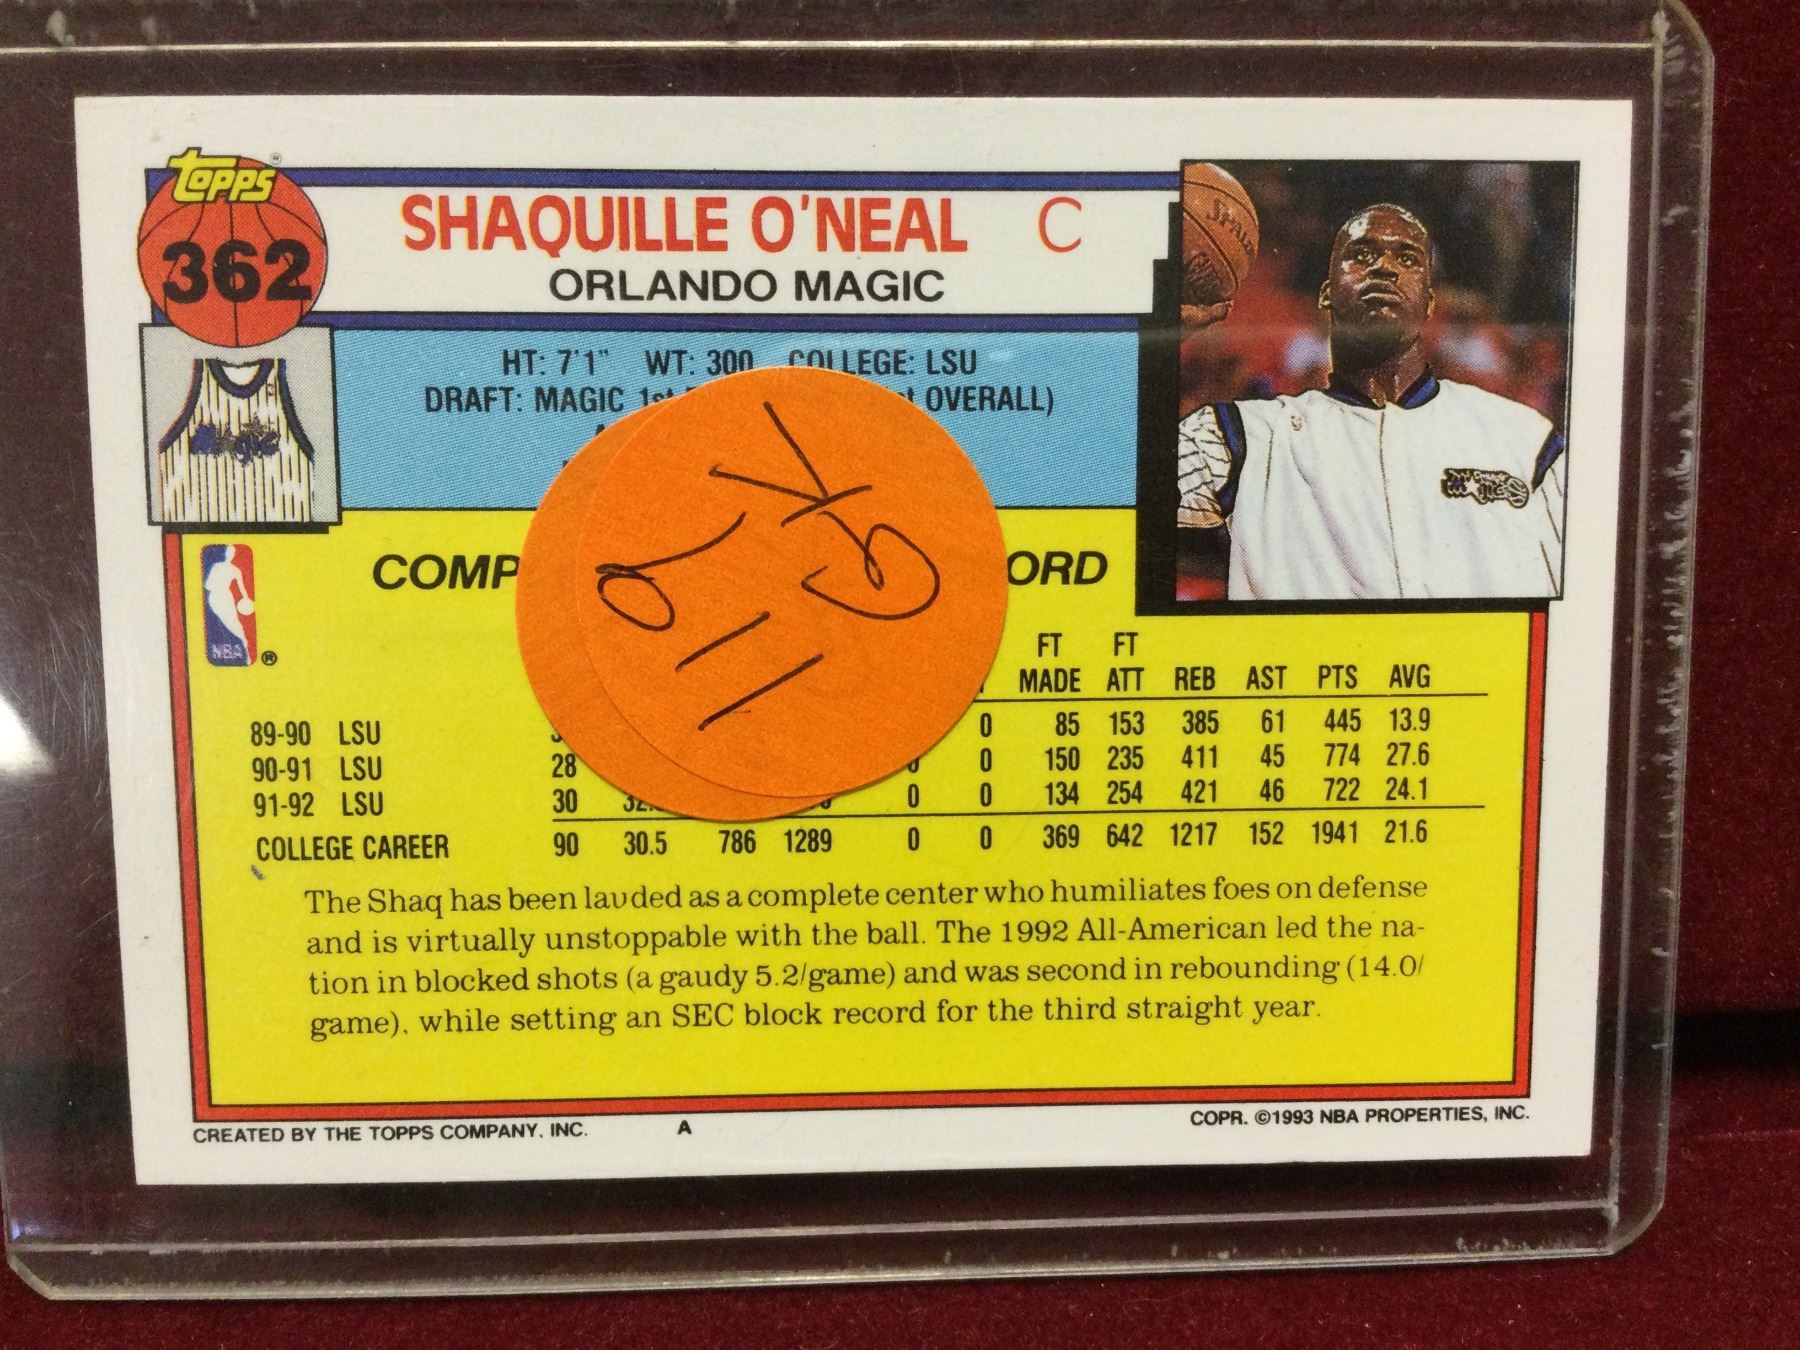 Topps ®
362
SHAQUILLE O'NEAL C
ORLANDO MAGIC
HT: 7'1" WT: 300 COLLEGE: LSU
DRAFT: MAGIC 1st OVERALL)
SPALD
Magic
Magic
COMP ORD
NBA ®
FT FT
MADE ATT REB AST PTS AVG
89-90 LSU 0 85 153 385 61 445 13.9
90-91 LSU 28 0 150 235 411 45 774 27.6
91-92 LSU 30 32. 0 0 134 254 421 46 722 24.1
COLLEGE CAREER 90 30.5 786 1289 0 0 369 642 1217 152 1941 21.6
The Shaq has been lauded as a complete center who humiliates foes on defense
and is virtually unstoppable with the ball. The 1992 All-American led the na-
tion in blocked shots (a gaudy 5.2/game) and was second in rebounding (14.0/
game), while setting an SEC block record for the third straight year.
CREATED BY THE TOPPS COMPANY, INC. A COPR. ©1993 NBA PROPERTIES, INC.